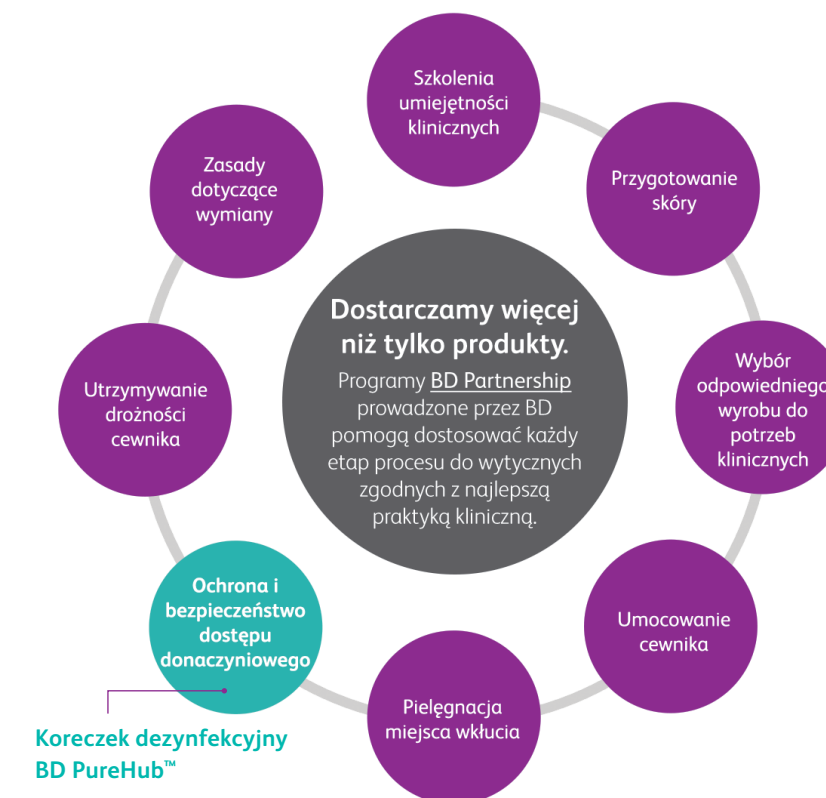 Szkolenia
umiejętności
klinicznych
Przygotowanie
skóry
Wybór
odpowiedniego
wyrobu do
potrzeb
klinicznych
Umocowanie
cewnika
Pielęgnacja
miejsca wkłucia
Ochrona i
bezpieczeństwo
dostępu
donaczyniowego
Koreczek dezynfekcyjny
BD PureHub™
Utrzymywanie
drożności
cewnika
Zasady
dotyczące
wymiany
Dostarczamy więcej
niż tylko produkty.
Programy BD Partnership
prowadzone przez BD
pomogą dostosować każdy
etap procesu do wytycznych
zgodnych z najlepszą
praktyką kliniczną.